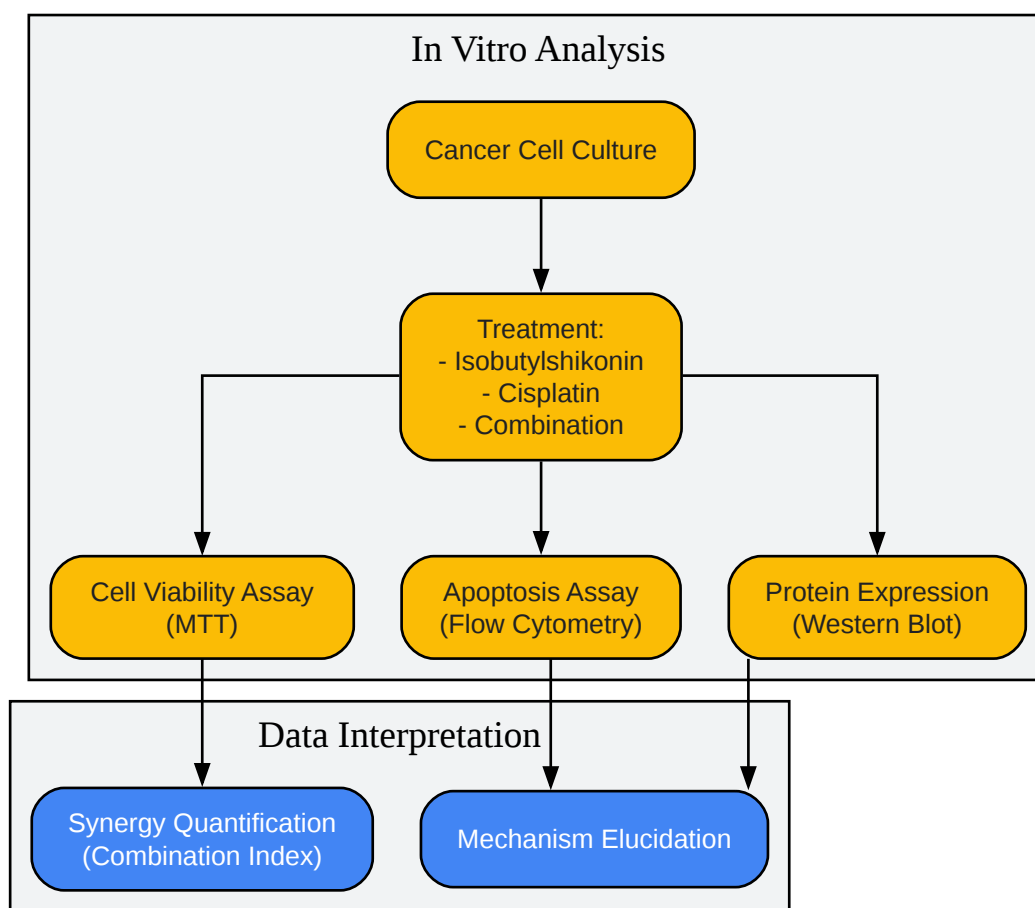 In Vitro Analysis
Cancer Cell Culture
Treatment:
- Isobutylshikonin
- Cisplatin
- Combination
Cell Viability Assay
(MTT)
Apoptosis Assay
(Flow Cytometry)
Protein Expression
(Western Blot)
Data Interpretation
Synergy Quantification
(Combination Index)
Mechanism Elucidation